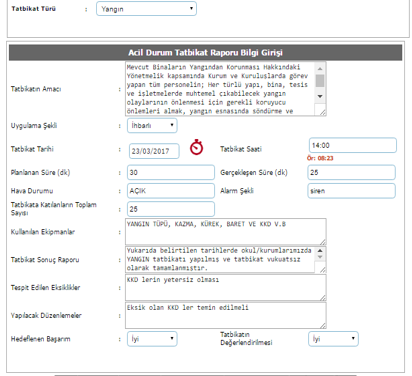 Tatbikat Türü : Yangın
Acil Durum Tatbikat Raporu Bilgi Girişi
Tatbikatın Amacı :
Mevcut Binaların Yangından Korunması Hakkındaki
Yönetmelik kapsamında Kurum ve Kuruluşlarda görev
yapan tüm personelin; Her türlü yapı, bina, tesis
ve işletmelerde muhtemel çıkabilecek yangın
olaylarının önlenmesi için gerekli koruyucu
önlemleri almak, yangın esnasında söndürme ve
Uygulama Şekli : İhbarlı
Tatbikat Tarihi : 23/03/2017 Tatbikat Saati 14:00
Ör: 08:23
Planlanan Süre (dk) : 30 Gerçekleşen Süre (dk) : 25
Hava Durumu : AÇIK Alarm Şekli : siren
Tatbikata Katılanların Toplam
Sayısı : 25
Kullanılan Ekipmanlar : YANGIN TÜPÜ, KAZMA, KÜREK, BARET VE KKD V.B
Tatbikat Sonuç Raporu :
Yukarıda belirtilen tarihlerde okul/kurumlarımızda
YANGIN tatbikatı yapılmış ve tatbikat vukuatsız
olarak tamamlanmıştır.
Tespit Edilen Eksiklikler : KKD lerin yetersiz olması
Yapılacak Düzenlemeler : Eksik olan KKD ler temin edilmeli
Hedeflenen Başarım : İyi Tatbikatın
Değerlendirilmesi : İyi